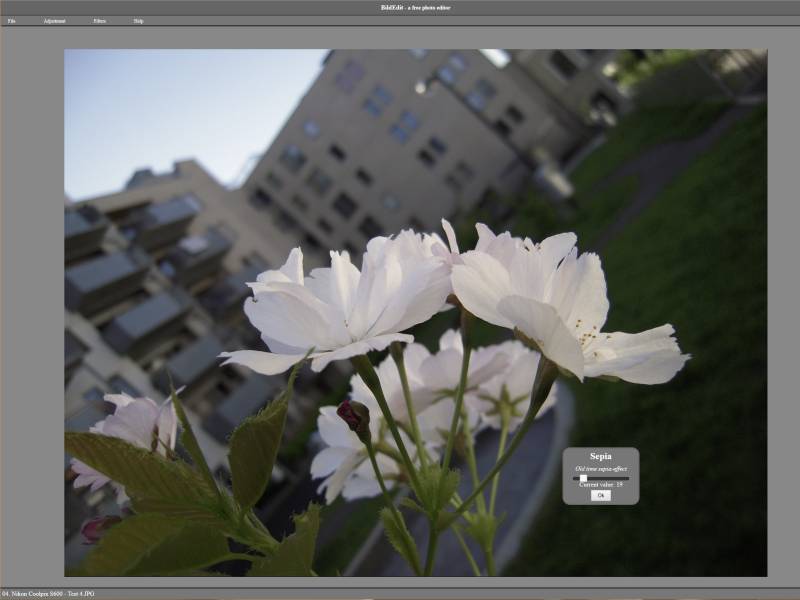 BildEdit - a free photo editor
File Adjustment Filters Help
Sepia
Old time sepia-effect
Current value: 19
Ok
04. Nikon Coolpix S600 - Test 4.JPG